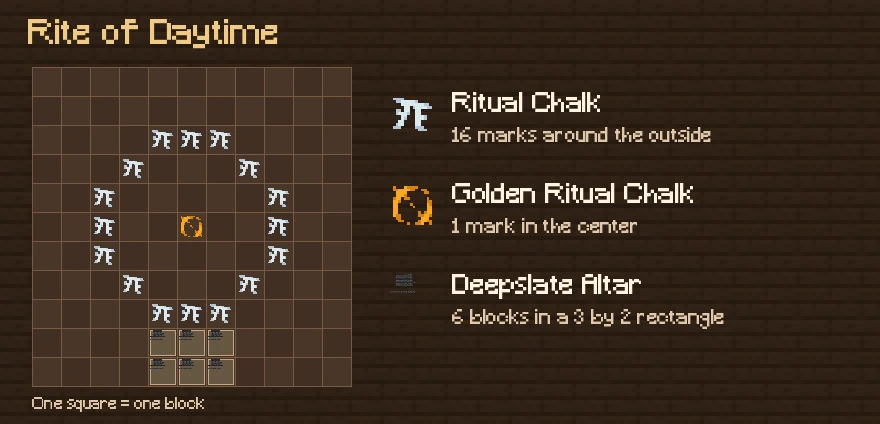 Rite of Daytime
Ritual Chalk
16 marks around the outside
Golden Ritual Chalk
1 mark in the center
Deepslate Altar
6 blocks in a 3 by 2 rectangle
One square = one block